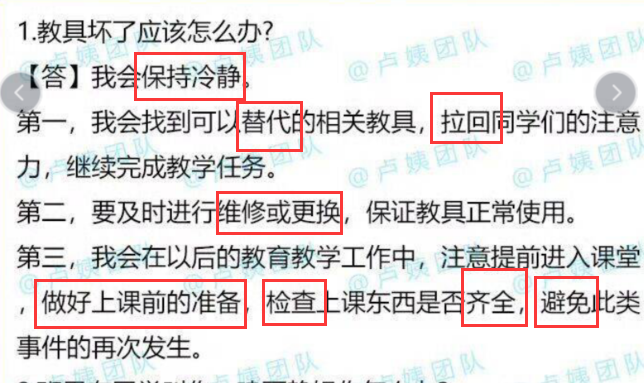 1.教具坏了应该怎么办?
【答】我会保持冷静。
第一，我会找到可以替代的相关教具，拉回同学们的注意
力，继续完成教学任务。
第二，要及时进行维修或更换，保证教具正常使用。
第三，我会在以后的教育教学工作中，注意提前进入课堂
，做好上课前的准备，检查上课东西是否齐全，避免此类
事件的再次发生。
@卢姨团队
@卢姨团队
@卢姨团队
@卢姨团队
@卢姨团队